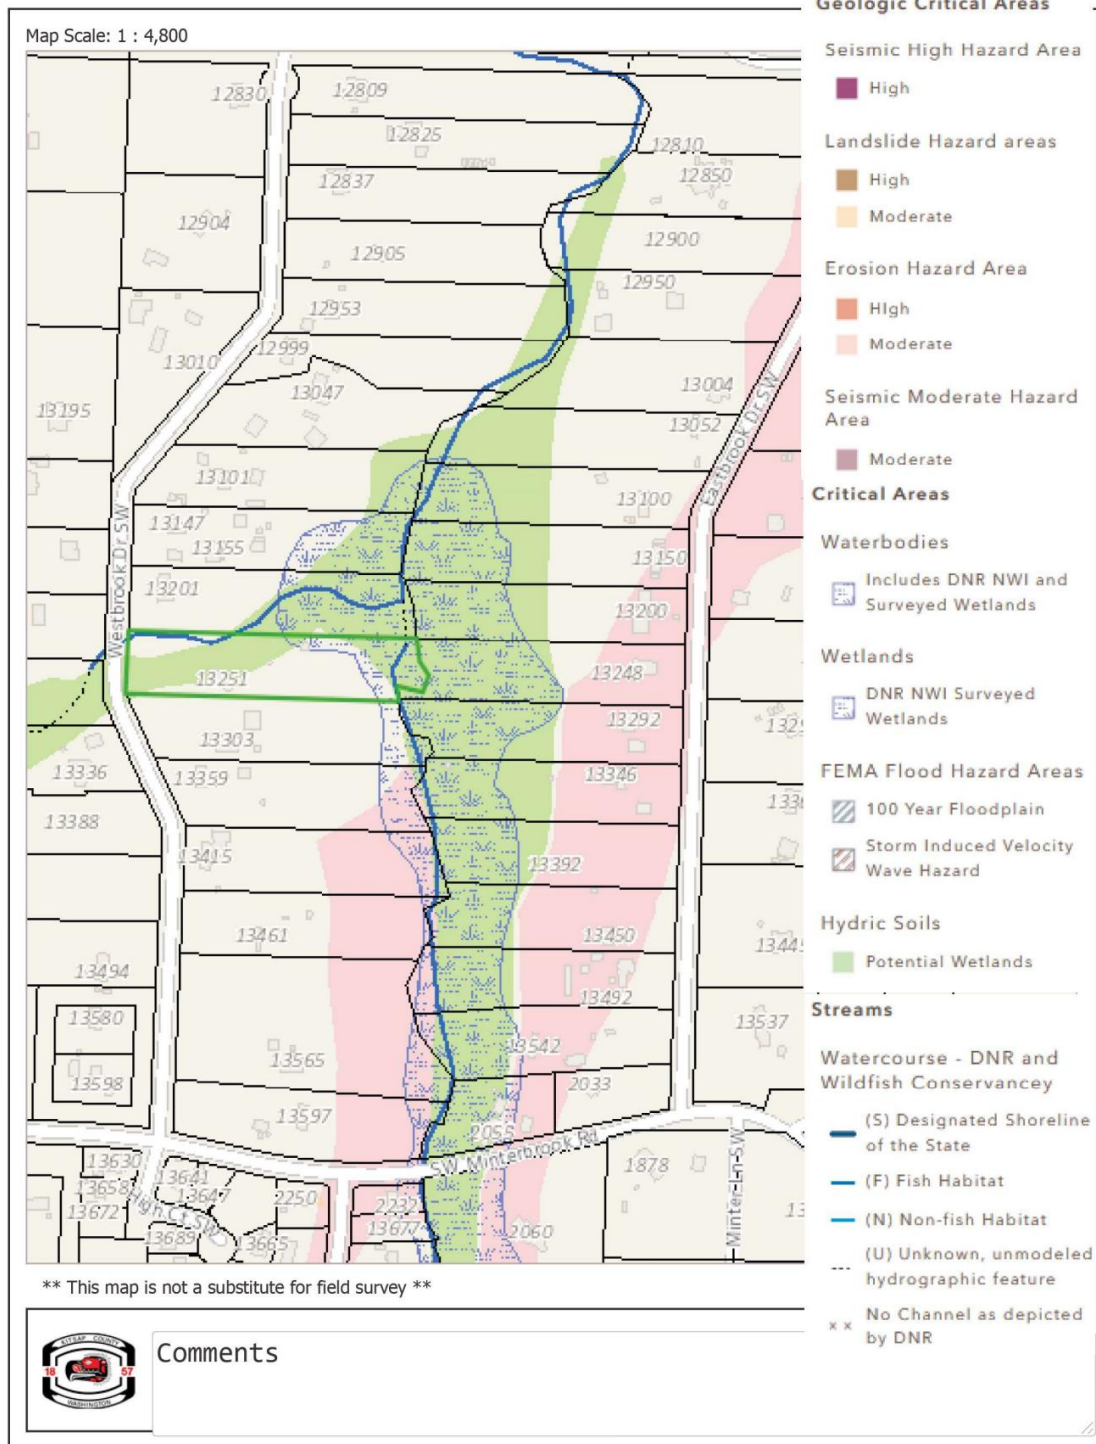 Map Scale: 1 : 4,800
12830
12809
12825
12810
12850
12837
12904
12905
12900
12950
12953
12999
13010
13047
13004
13195
13052
13101
13100
Eastbrook Dr SW
13147
13155
13150
Westbrook Dr SW
13201
13200
13251
13248
13292
13303
13336
13359
13346
13388
13415
13392
13461
13450
13494
13492
13580
13537
13542
13565
13598
2033
13597
2055
SW Minterbrook Rd
13630
13641
1878
13658
13647
2250
Minter Ln SW
13672
High Ct SW
2232
13689
13665
13677
2060
** This map is not a substitute for field survey **
Geologic Critical Areas
Seismic High Hazard Area
High
Landslide Hazard areas
High
Moderate
Erosion Hazard Area
HIgh
Moderate
Seismic Moderate Hazard
Area
Moderate
Critical Areas
Waterbodies
Includes DNR NWI and
Surveyed Wetlands
Wetlands
DNR NWI Surveyed
Wetlands
FEMA Flood Hazard Areas
100 Year Floodplain
Storm Induced Velocity
Wave Hazard
Hydric Soils
Potential Wetlands
Streams
Watercourse - DNR and
Wildfish Conservancey
(S) Designated Shoreline
of the State
(F) Fish Habitat
(N) Non-fish Habitat
(U) Unknown, unmodeled
hydrographic feature
No Channel as depicted
by DNR
KITSAP COUNTY
18 57
WASHINGTON
Comments